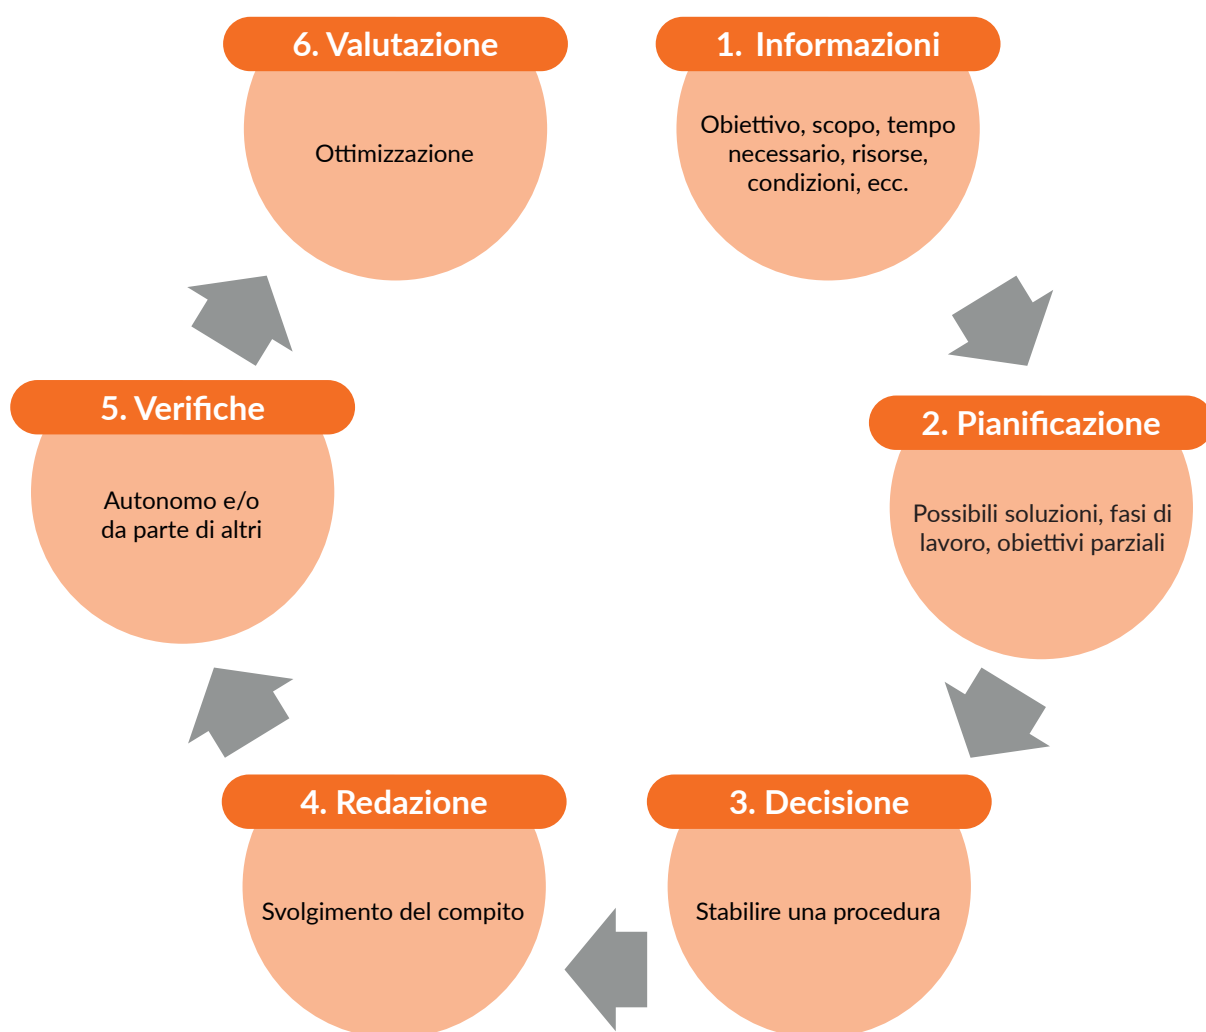 1. Informazioni
Obiettivo, scopo, tempo
necessario, risorse,
condizioni, ecc.
2. Pianificazione
Possibili soluzioni, fasi di
lavoro, obiettivi parziali
3. Decisione
Stabilire una procedura
4. Redazione
Svolgimento del compito
5. Verifiche
Autonomo e/o
da parte di altri
6. Valutazione
Ottimizzazione